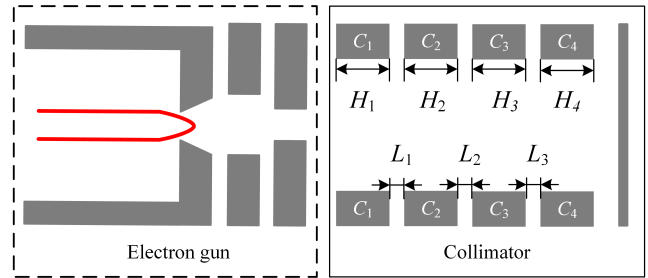 C1 C2 C3 C4
H1 H2 H3 H4
L1 L2 L3
C1 C2 C3 C4
Electron gun
Collimator